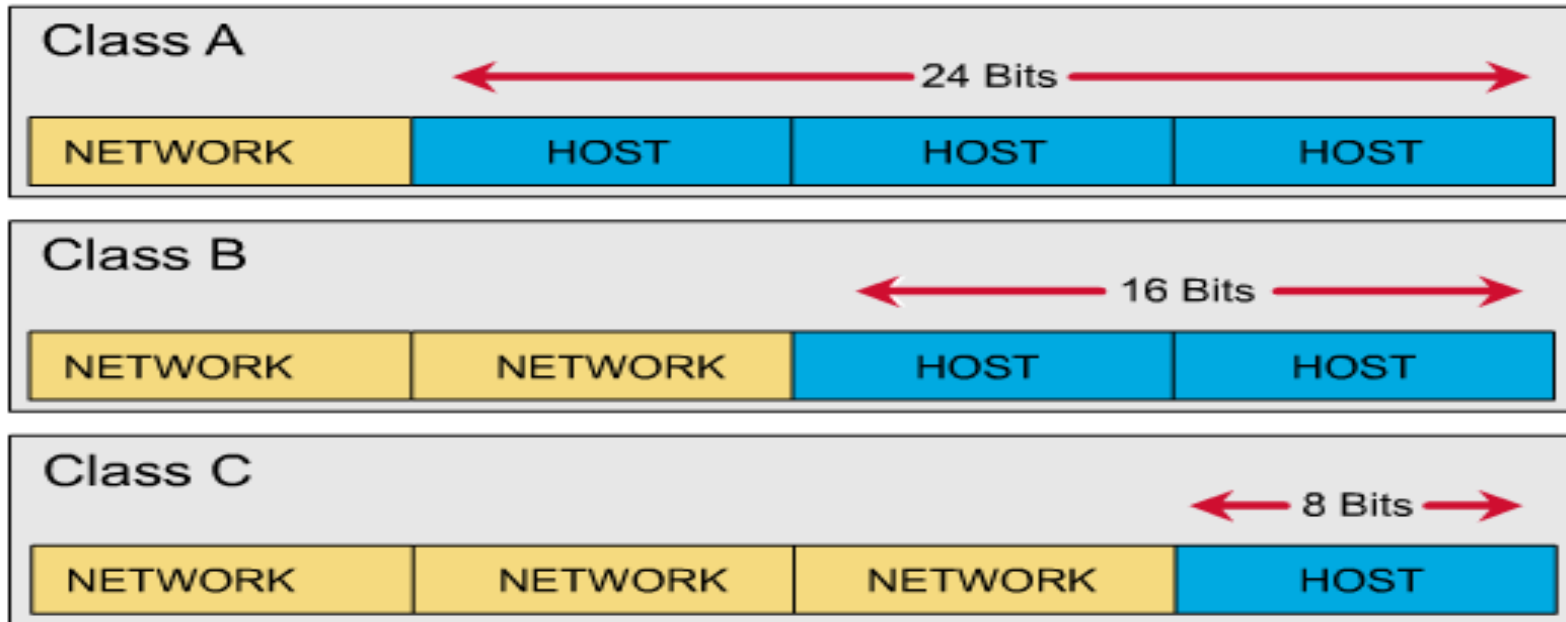 Class A
24 Bits
NETWORK HOST HOST HOST
Class B
16 Bits
NETWORK NETWORK HOST HOST
Class C
8 Bits
NETWORK NETWORK NETWORK HOST